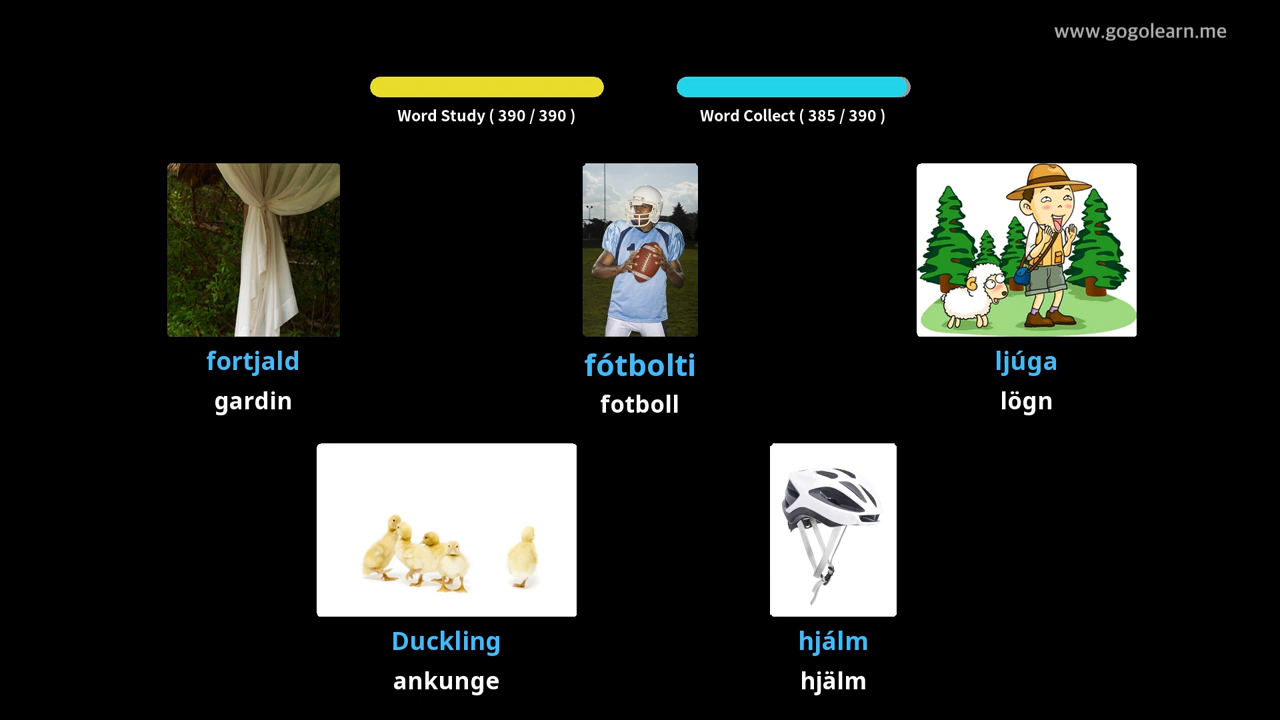 www.gogolearn.me
Word Study ( 390 / 390 )
Word Collect ( 385 / 390 )
fortjald
gardin
fótbolti
fotboll
ljúga
lögn
Duckling
ankunge
hjálm
hjälm